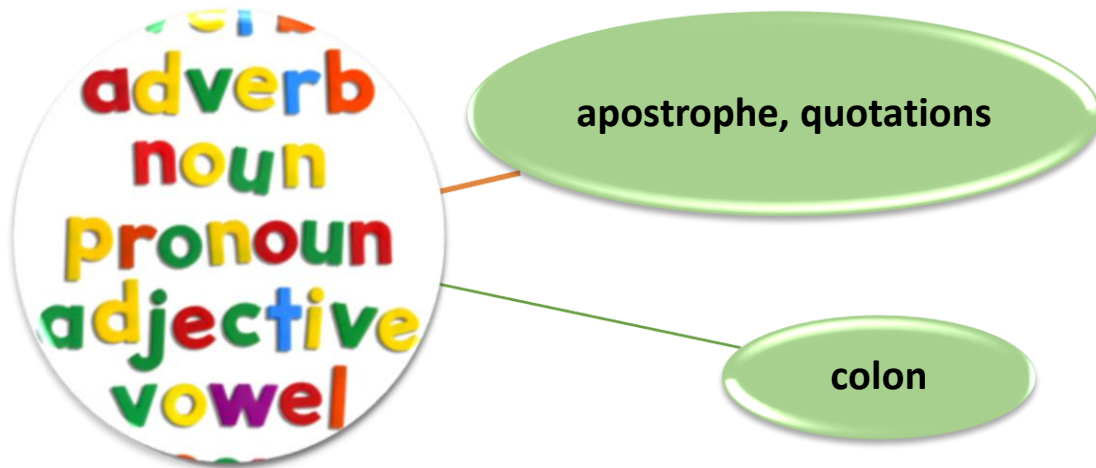 adverb
noun
pronoun
adjective
vowel
apostrophe, quotations
colon